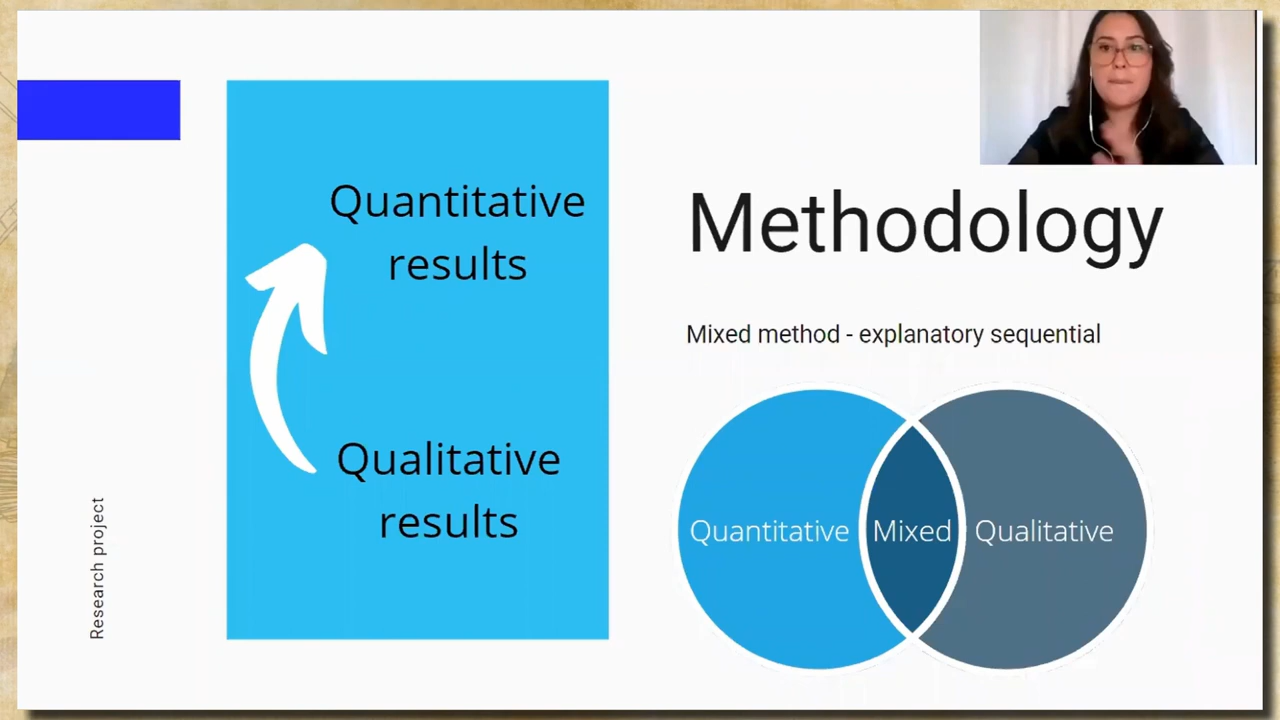 Quantitative
results
Qualitative
results
Research project
Methodology
Mixed method - explanatory sequential
Quantitative
Mixed
Qualitative